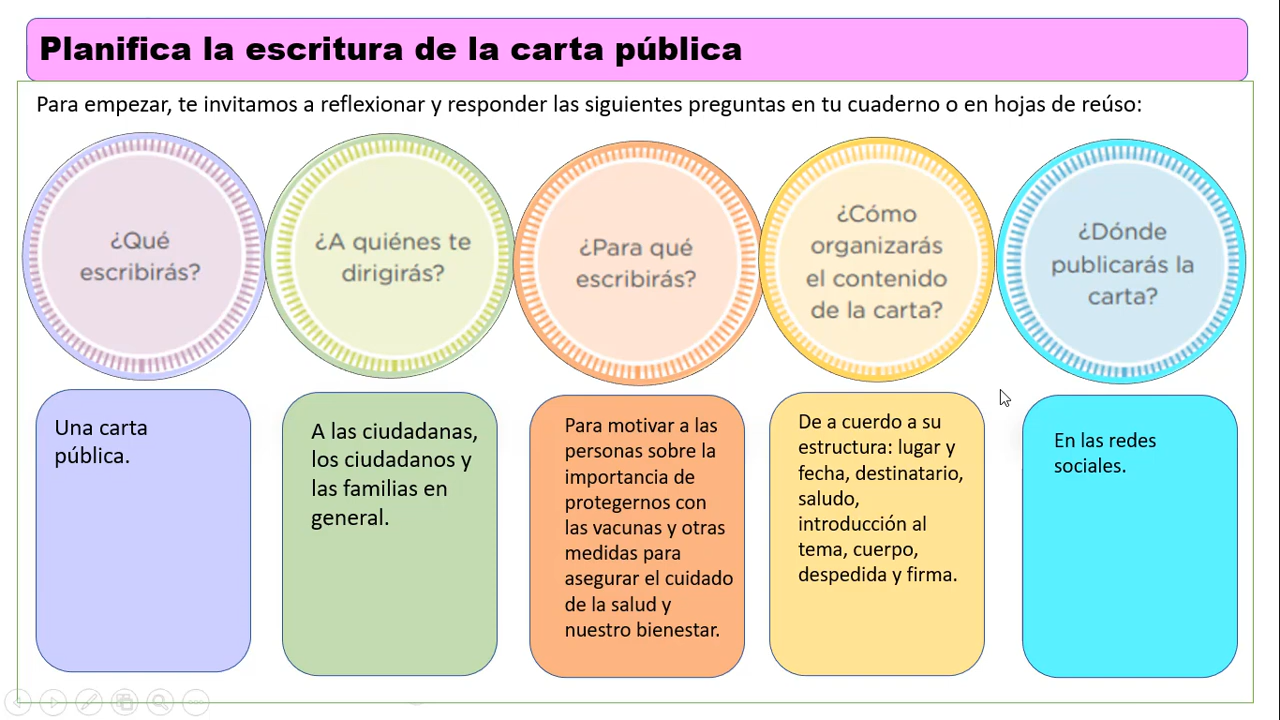 Planifica la escritura de la carta pública
Para empezar, te invitamos a reflexionar y responder las siguientes preguntas en tu cuaderno o en hojas de reúso:
¿Qué
escribirás?
¿A quiénes te
dirigirás?
¿Para qué
escribirás?
¿Cómo
organizarás
el contenido
de la carta?
¿Dónde
publicarás la
carta?
Una carta
pública.
A las ciudadanas,
los ciudadanos y
las familias en
general.
Para motivar a las
personas sobre la
importancia de
protegernos con
las vacunas y otras
medidas para
asegurar el cuidado
de la salud y
nuestro bienestar.
De a cuerdo a su
estructura: lugar y
fecha, destinatario,
saludo,
introducción al
tema, cuerpo,
despedida y firma.
En las redes
sociales.